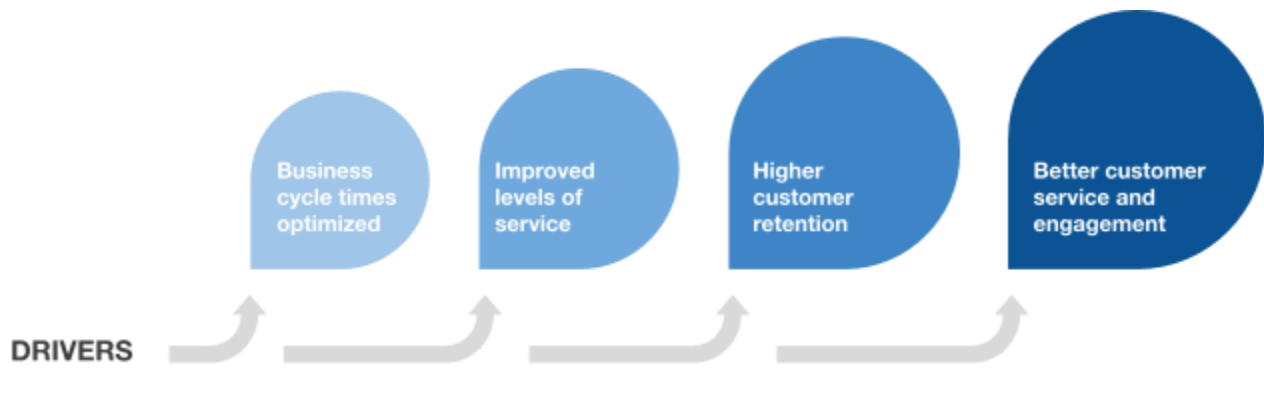 Business
cycle times
optimized
Improved
levels of
service
Higher
customer
retention
Better customer
service and
engagement
DRIVERS